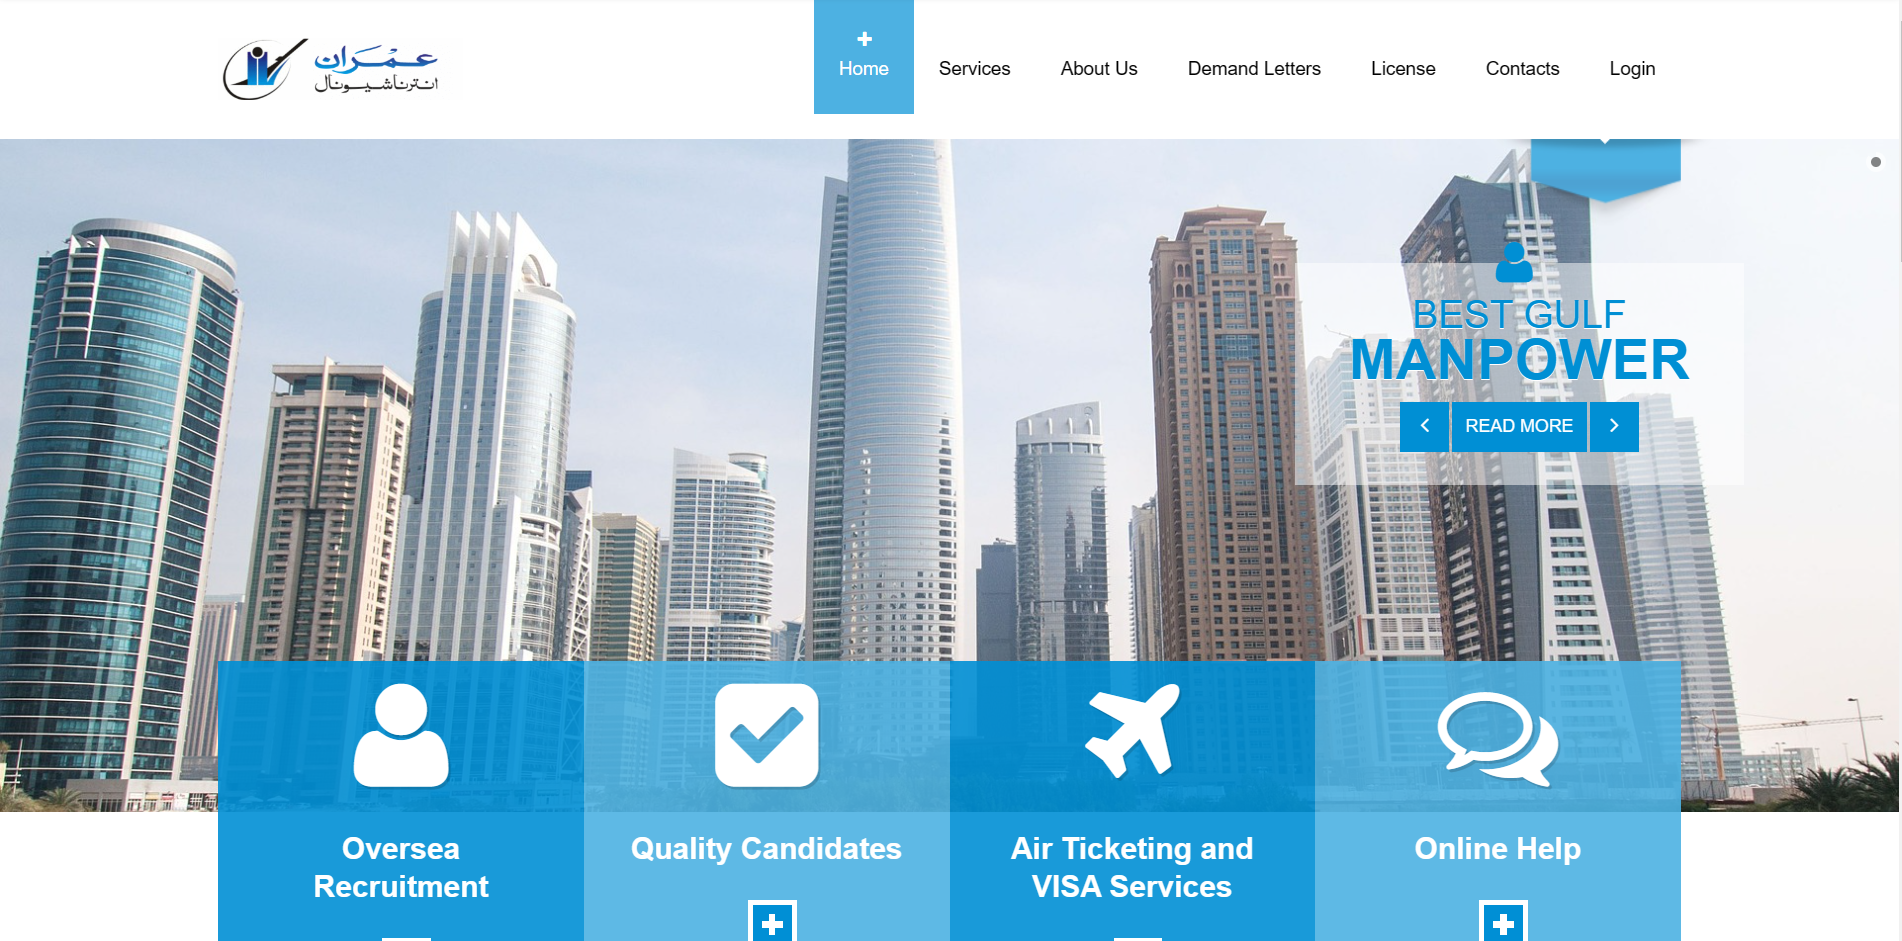 عمران
انترناشیونال
Home
Services
About Us
Demand Letters
License
Contacts
Login
BEST GULF
MANPOWER
READ MORE
Oversea
Recruitment
Quality Candidates
Air Ticketing and
VISA Services
Online Help